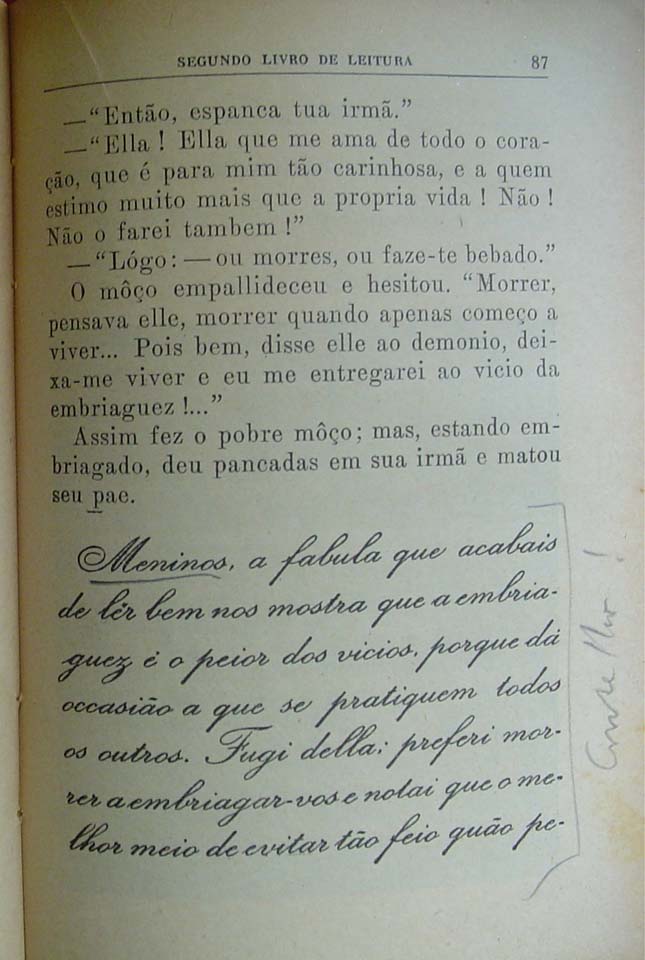 SEGUNDO LIVRO DE LEITURA 87
—“Então, espanca tua irmã.”
—“Ella ! Ella que me ama de todo o cora-
ção, que é para mim tão carinhosa, e a quem
estimo muito mais que a propria vida ! Não !
Não o farei tambem !”
—“Lógo: — ou morres, ou faze-te bebado.”
O môço empallideceu e hesitou. “Morrer,
pensava elle, morrer quando apenas começo a
viver... Pois bem, disse elle ao demonio, dei-
xa-me viver e eu me entregarei ao vicio da
embriaguez !...”
Assim fez o pobre môço; mas, estando em-
briagado, deu pancadas em sua irmã e matou
seu pae.
Meninos, a fabula que acabais
de lêr bem nos mostra que a embria-
guez é o peior dos vicios, porque dá
occasião a que se pratiquem todos
os outros. Fugi della; preferi mor-
rer a embriagar-vos e notai que o me-
lhor meio de evitar tão feio quão pe-